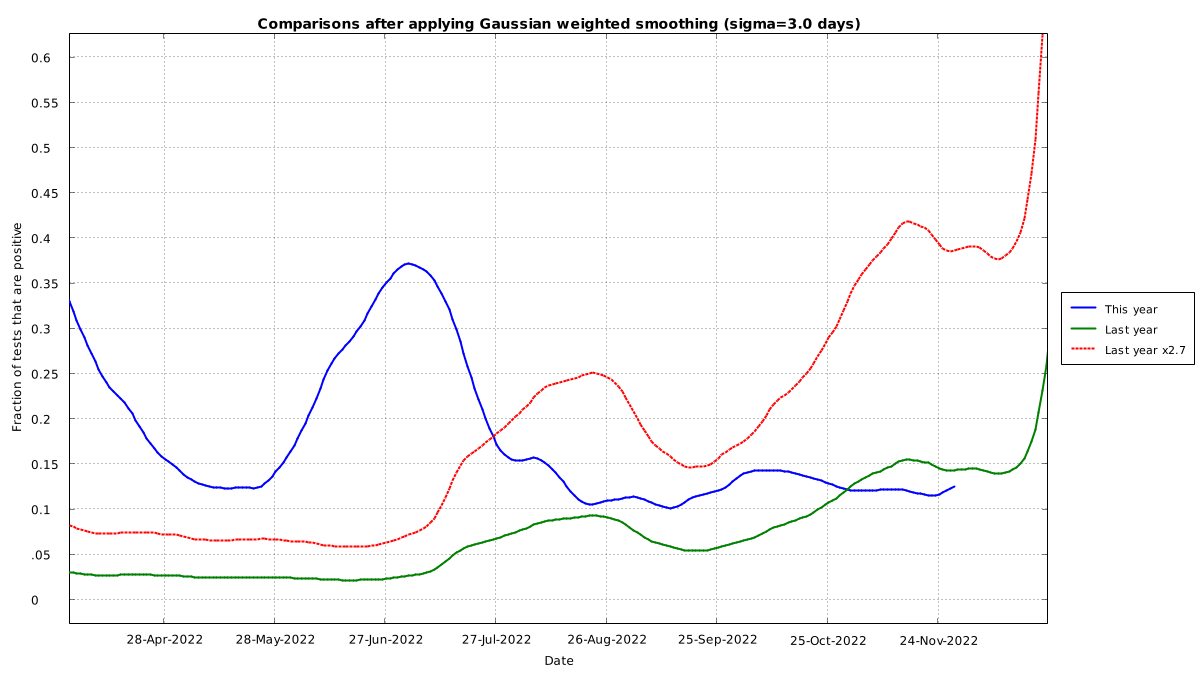 Comparisons after applying Gaussian weighted smoothing (sigma=3.0 days)
Fraction of tests that are positive
0.6
0.55
0.5
0.45
0.4
0.35
0.3
0.25
0.2
0.15
0.1
.05
0
28-Apr-2022
28-May-2022
27-Jun-2022
27-Jul-2022
26-Aug-2022
25-Sep-2022
25-Oct-2022
24-Nov-2022
Date
This year
Last year
Last year x2.7